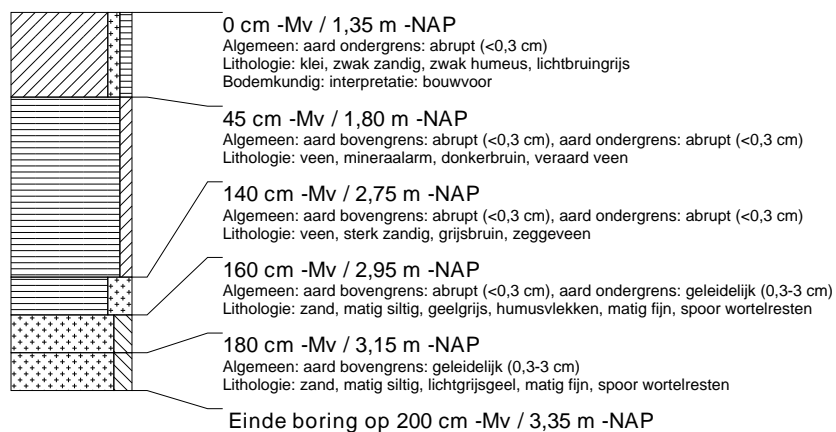 0 cm -Mv / 1,35 m -NAP
Algemeen: aard ondergrens: abrupt (<0,3 cm)
Lithologie: klei, zwak zandig, zwak humeus, lichtbruingrijs
Bodemkundig: interpretatie: bouwvoor
45 cm -Mv / 1,80 m -NAP
Algemeen: aard bovengrens: abrupt (<0,3 cm), aard ondergrens: abrupt (<0,3 cm)
Lithologie: veen, mineraalarm, donkerbruin, veraard veen
140 cm -Mv / 2,75 m -NAP
Algemeen: aard bovengrens: abrupt (<0,3 cm), aard ondergrens: abrupt (<0,3 cm)
Lithologie: veen, sterk zandig, grijsbruin, zeggeveen
160 cm -Mv / 2,95 m -NAP
Algemeen: aard bovengrens: abrupt (<0,3 cm), aard ondergrens: geleidelijk (0,3-3 cm)
Lithologie: zand, matig siltig, geelgrijs, humusvlekken, matig fijn, spoor wortelresten
180 cm -Mv / 3,15 m -NAP
Algemeen: aard bovengrens: geleidelijk (0,3-3 cm)
Lithologie: zand, matig siltig, lichtgrijsgeel, matig fijn, spoor wortelresten
Einde boring op 200 cm -Mv / 3,35 m -NAP